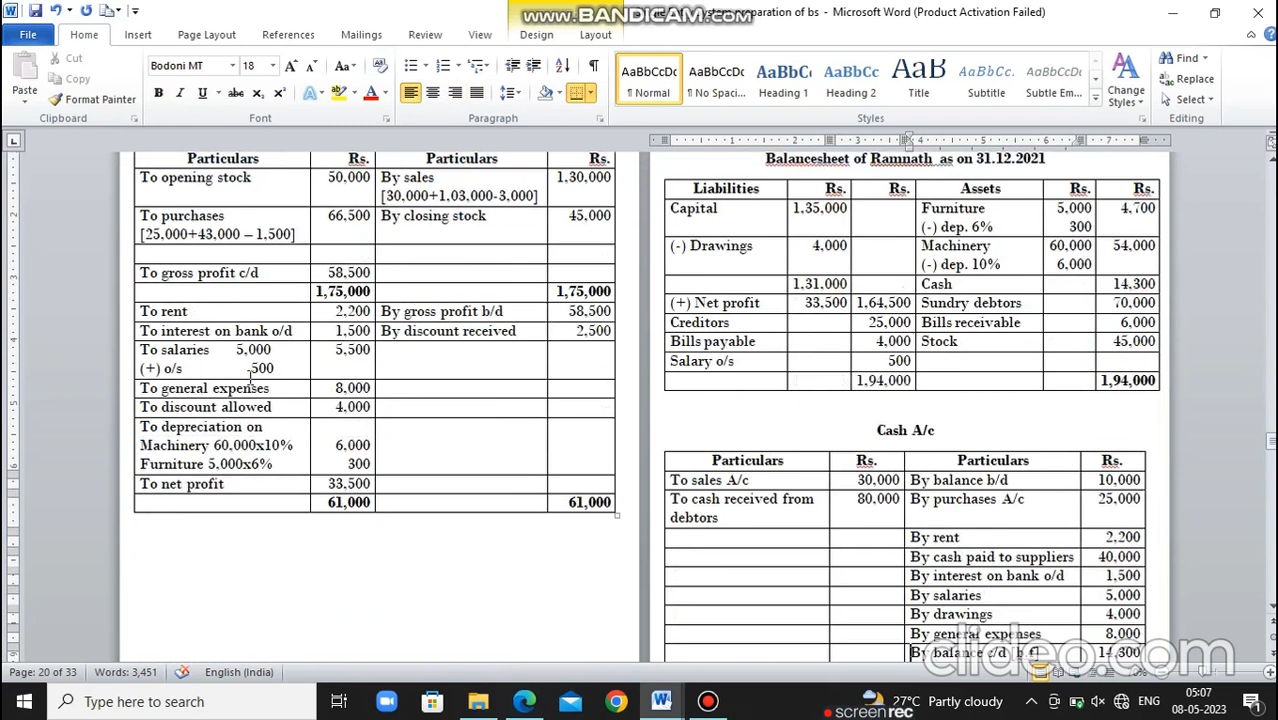 www.BANDICAM.com
preparation of bs - Microsoft Word (Product Activation Failed)
File Home Insert Page Layout References Mailings Review View Design Layout
Cut
Copy
Format Painter
Paste
Clipboard
Bodoni MT 18
Font
Paragraph
AaBbCcDc AaBbCcDc AaBbC AaBbCc AaB AaBbCc. AaBbCcDi
¶ Normal ¶ No Spaci... Heading 1 Heading 2 Title Subtitle Subtle Em...
Styles
Change Styles
Find
Replace
Select
Editing
Particulars Rs. Particulars Rs.
To opening stock 50,000 By sales 1,30,000
[30,000+1,03,000-3,000]
To purchases 66,500 By closing stock 45,000
[25,000+43,000 – 1,500]
To gross profit c/d 58,500
1,75,000 1,75,000
To rent 2,200 By gross profit b/d 58,500
To interest on bank o/d 1,500 By discount received 2,500
To salaries 5,000 5,500
(+) o/s 500
To general expenses 8,000
To discount allowed 4,000
To depreciation on
Machinery 60,000x10% 6,000
Furniture 5,000x6% 300
To net profit 33,500
61,000 61,000
Balancesheet of Ramnath as on 31.12.2021
Liabilities Rs. Rs. Assets Rs. Rs.
Capital 1,35,000 Furniture 5,000 4,700
(-) dep. 6% 300
(-) Drawings 4,000 Machinery 60,000 54,000
(-) dep. 10% 6,000
1,31,000 Cash 14,300
(+) Net profit 33,500 1,64,500 Sundry debtors 70,000
Creditors 25,000 Bills receivable 6,000
Bills payable 4,000 Stock 45,000
Salary o/s 500
1,94,000 1,94,000
Cash A/c
Particulars Rs. Particulars Rs.
To sales A/c 30,000 By balance b/d 10,000
To cash received from 80,000 By purchases A/c 25,000
debtors
By rent 2,200
By cash paid to suppliers 40,000
By interest on bank o/d 1,500
By salaries 5,000
By drawings 4,000
By general expenses 8,000
By balance c/d [b.f] 14,300
clideo.com
Page: 20 of 33 Words: 3,451 English (India)
Type here to search
27°C Partly cloudy
ENG
05:07
08-05-2023
screen rec